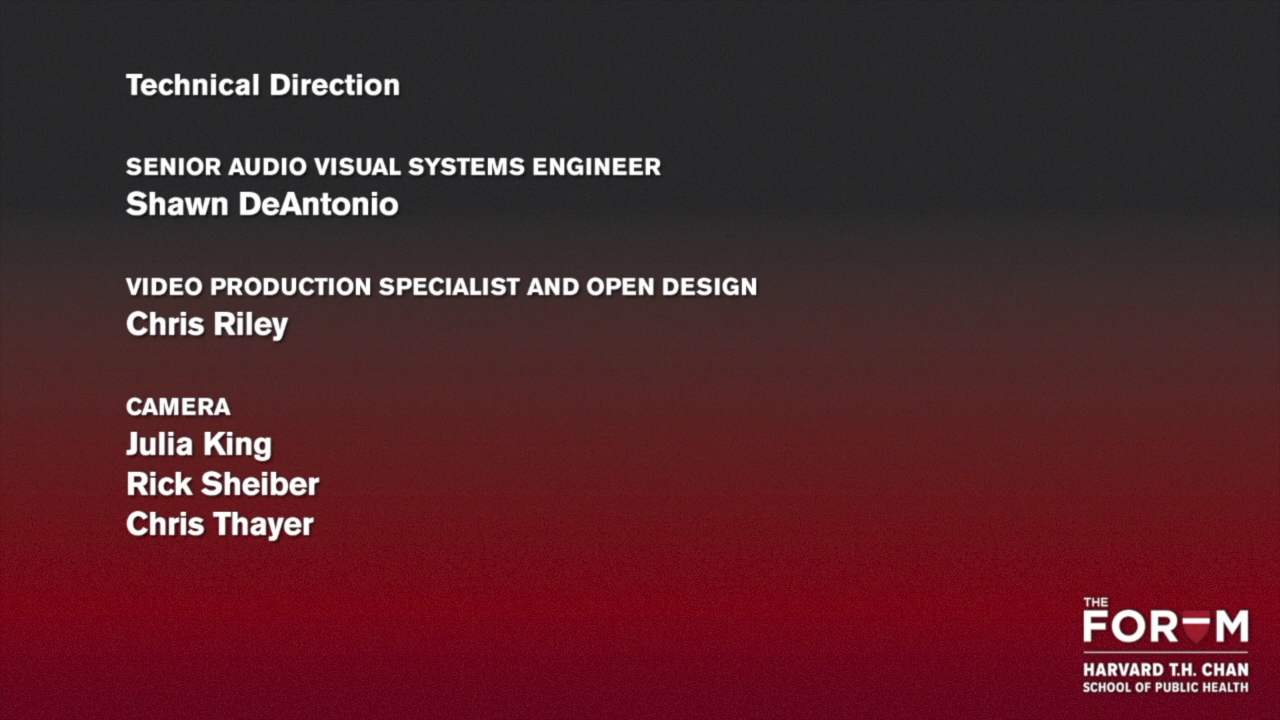 Technical Direction
SENIOR AUDIO VISUAL SYSTEMS ENGINEER
Shawn DeAntonio
VIDEO PRODUCTION SPECIALIST AND OPEN DESIGN
Chris Riley
CAMERA
Julia King
Rick Sheiber
Chris Thayer
THE
FORUM
HARVARD T.H. CHAN
SCHOOL OF PUBLIC HEALTH